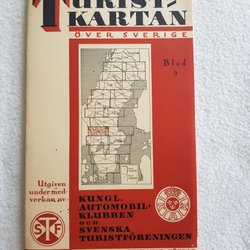 TURIST-
KARTAN
ÖVER SVERIGE
Blad
9
Utgiven
under med-
verkan av
KUNGL.
AUTOMOBIL-
KLUBBEN
och
SVENSKA
TURISTFÖRENINGEN
STF